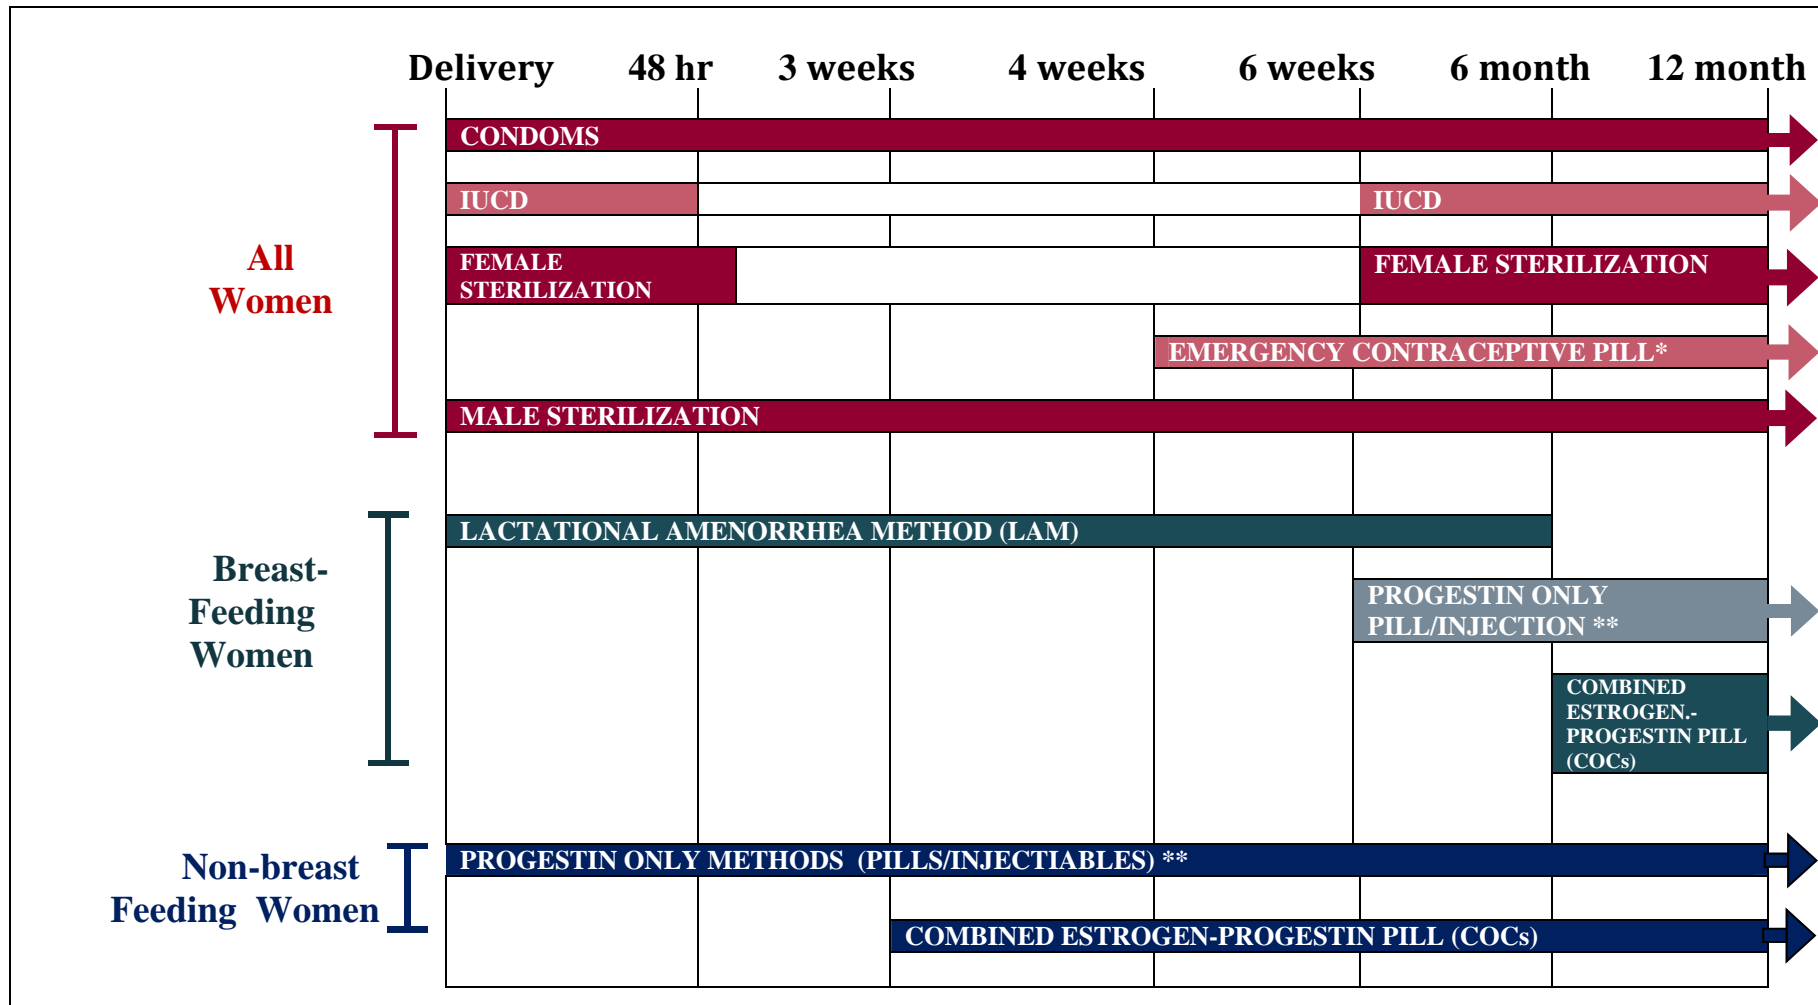 Delivery 48 hr 3 weeks 4 weeks 6 weeks 6 month 12 month
CONDOMS
IUCD IUCD
All
Women
FEMALE
STERILIZATION
FEMALE STERILIZATION
EMERGENCY CONTRACEPTIVE PILL*
MALE STERILIZATION
Breast-
Feeding
Women
LACTATIONAL AMENORRHEA METHOD (LAM)
PROGESTIN ONLY
PILL/INJECTION **
COMBINED
ESTROGEN.-
PROGESTIN PILL
(COCs)
Non-breast
Feeding Women
PROGESTIN ONLY METHODS (PILLS/INJECTIABLES) **
COMBINED ESTROGEN-PROGESTIN PILL (COCs)